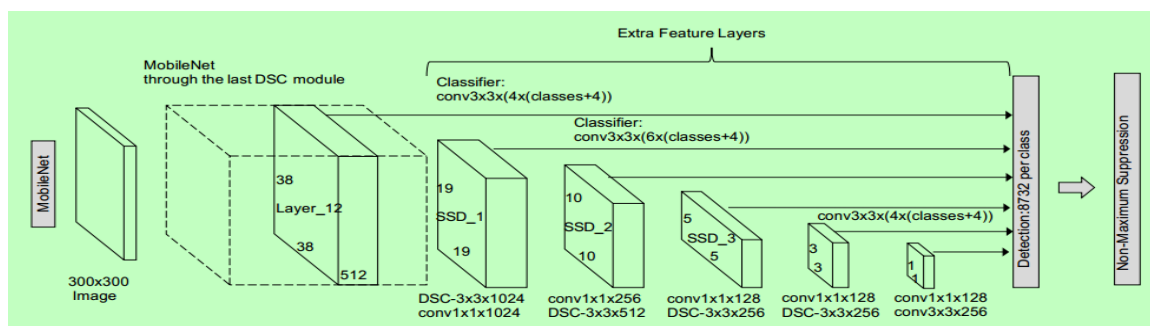 Extra Feature Layers
MobileNet
through the last DSC module
Classifier:
conv3x3x(4x(classes+4))
Classifier:
conv3x3x(6x(classes+4))
MobileNet
300x300
Image
38
Layer_12
38
512
19
SSD_1
19
DSC-3x3x1024
conv1x1x1024
10
SSD_2
10
conv1x1x256
DSC-3x3x512
5
SSD_3
5
conv1x1x128
DSC-3x3x256
conv3x3x(4x(classes+4))
3
3
conv1x1x128
DSC-3x3x256
1
1
conv1x1x128
conv3x3x256
Detection:8732 per class
Non-Maximum Suppression